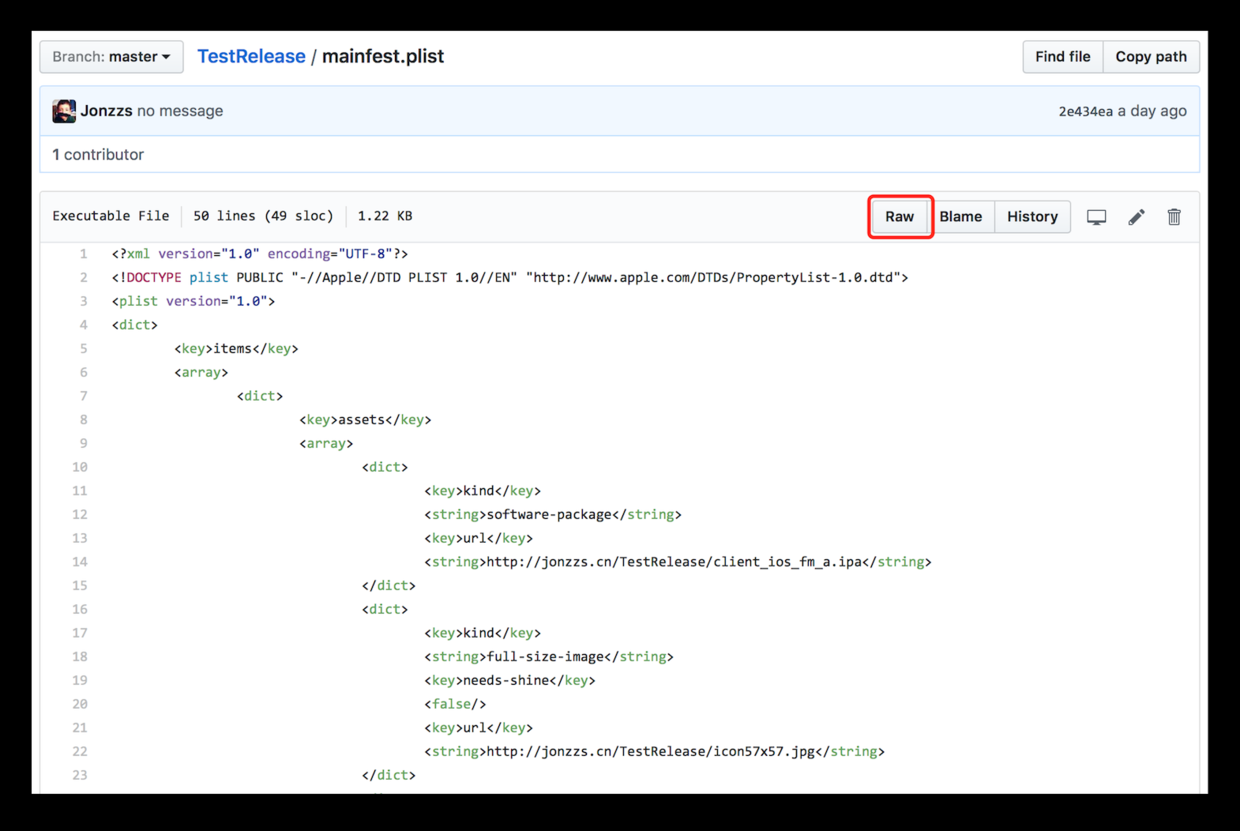 Branch: master
TestRelease / mainfest.plist
Find file
Copy path
Jonzzs no message
2e434ea a day ago
1 contributor
Executable File
50 lines (49 sloc)
1.22 KB
Raw
Blame
History
1 <?xml version="1.0" encoding="UTF-8"?>
2 <!DOCTYPE plist PUBLIC "-//Apple//DTD PLIST 1.0//EN" "http://www.apple.com/DTDs/PropertyList-1.0.dtd">
3 <plist version="1.0">
4 <dict>
5 <key>items</key>
6 <array>
7 <dict>
8 <key>assets</key>
9 <array>
10 <dict>
11 <key>kind</key>
12 <string>software-package</string>
13 <key>url</key>
14 <string>http://jonzzs.cn/TestRelease/client_ios_fm_a.ipa</string>
15 </dict>
16 <dict>
17 <key>kind</key>
18 <string>full-size-image</string>
19 <key>needs-shine</key>
20 <false/>
21 <key>url</key>
22 <string>http://jonzzs.cn/TestRelease/icon57x57.jpg</string>
23 </dict>